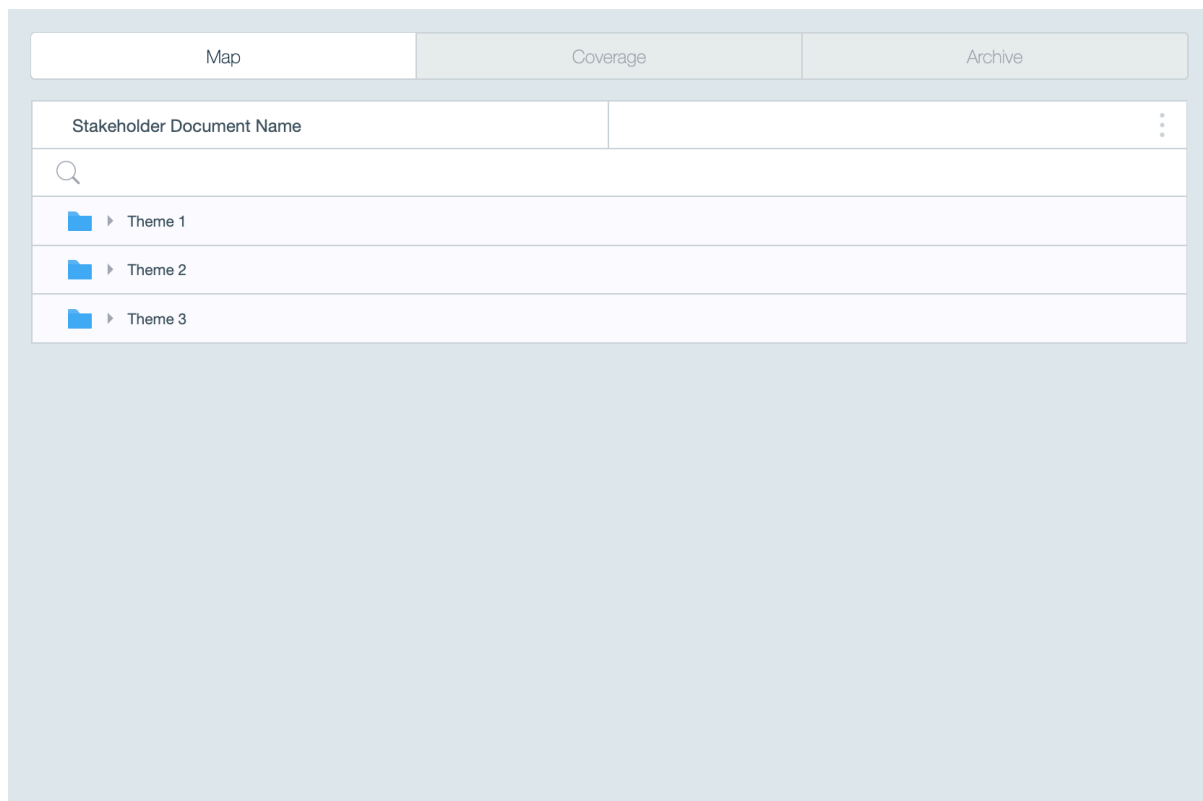 Map
Coverage
Archive
Stakeholder Document Name
Theme 1
Theme 2
Theme 3